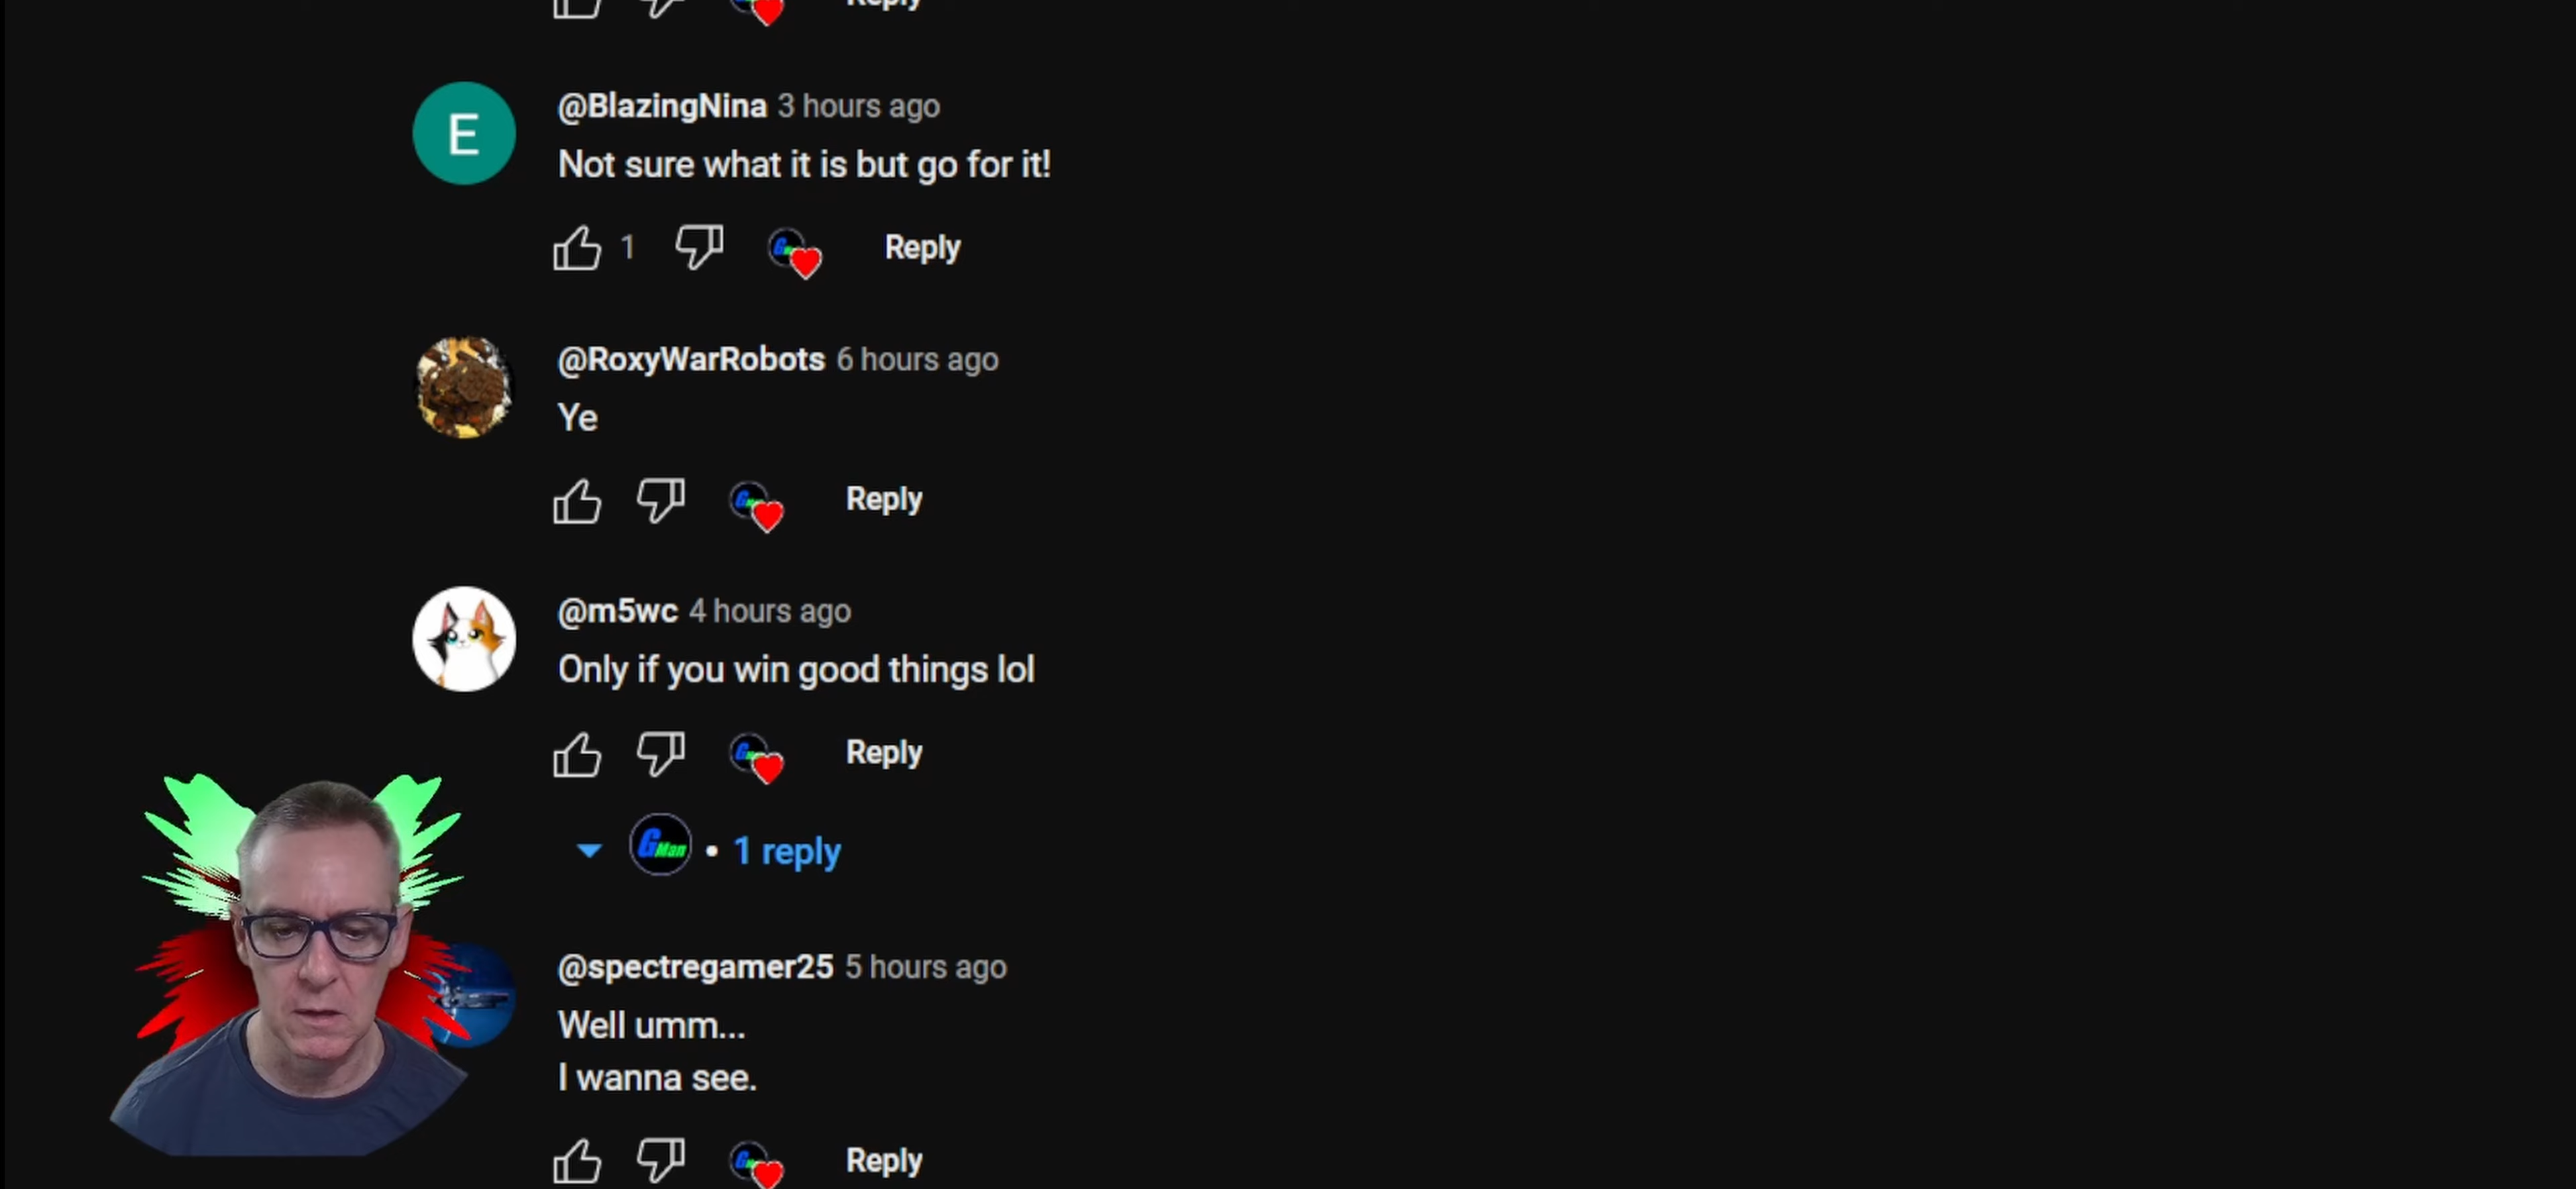 Reply
E
@BlazingNina 3 hours ago
Not sure what it is but go for it!
1
Reply
@RoxyWarRobots 6 hours ago
Ye
Reply
@m5wc 4 hours ago
Only if you win good things lol
Reply
GMan • 1 reply
@spectregamer25 5 hours ago
Well umm...
I wanna see.
Reply